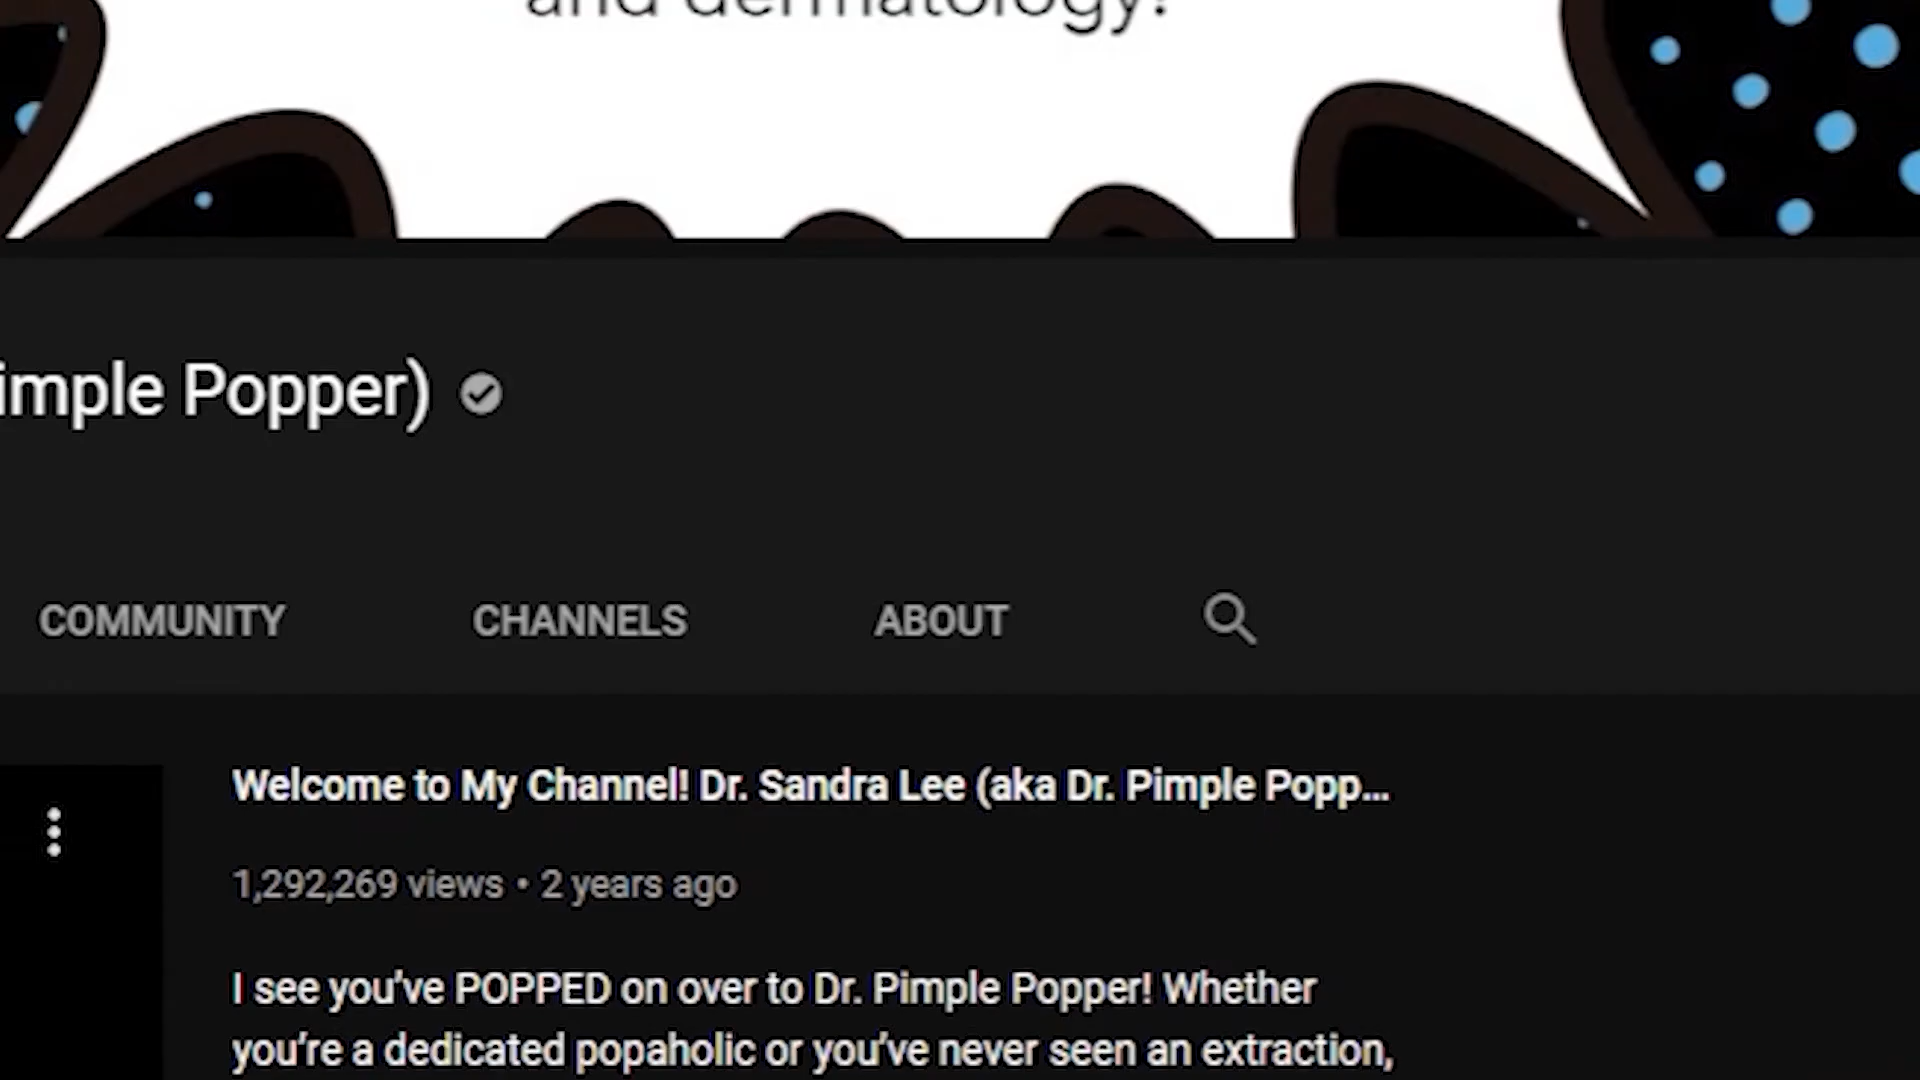 and dermatology!
imple Popper)
COMMUNITY CHANNELS ABOUT
Welcome to My Channel! Dr. Sandra Lee (aka Dr. Pimple Popp...
1,292,269 views • 2 years ago
I see you've POPPED on over to Dr. Pimple Popper! Whether
you're a dedicated popaholic or you've never seen an extraction,